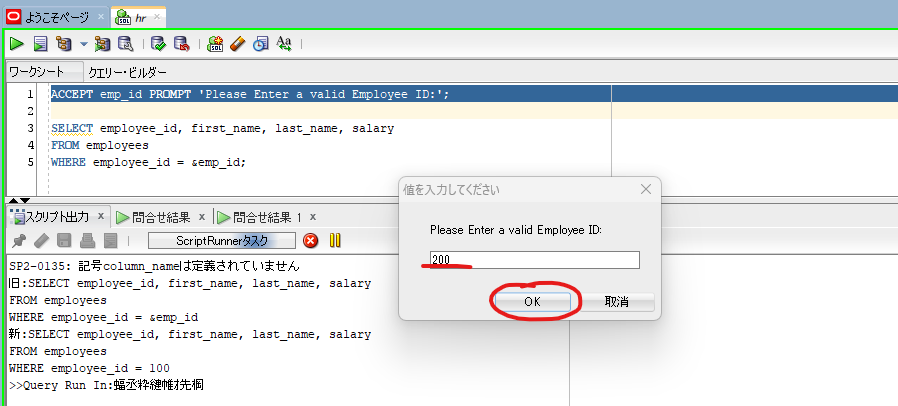 ようこそページ
hr
ワークシート クエリー・ビルダー
1 ACCEPT emp_id PROMPT 'Please Enter a valid Employee ID:';
2
3 SELECT employee_id, first_name, last_name, salary
4 FROM employees
5 WHERE employee_id = &emp_id;
スクリプト出力 x 問合せ結果 x 問合せ結果 1 x
ScriptRunnerタスク
SP2-0135: 記号column_nameは定義されていません
旧:SELECT employee_id, first_name, last_name, salary
FROM employees
WHERE employee_id = &emp_id
新:SELECT employee_id, first_name, last_name, salary
FROM employees
WHERE employee_id = 100
>>Query Run In:
値を入力してください
Please Enter a valid Employee ID:
200
OK 取消